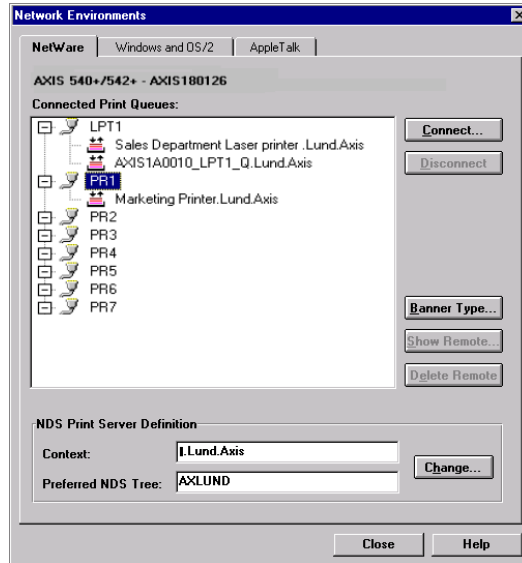 Network Environments
NetWare Windows and OS/2 AppleTalk
AXIS 540+/542+ - AXIS180126
Connected Print Queues:
LPT1
Sales Department Laser printer .Lund.Axis
AXIS1A0010_LPT1_Q.Lund.Axis
PR1
Marketing Printer.Lund.Axis
PR2
PR3
PR4
PR5
PR6
PR7
Connect...
Disconnect
Banner Type...
Show Remote...
Delete Remote
NDS Print Server Definition
Context: .Lund.Axis
Preferred NDS Tree: AXLUND
Change...
Close Help